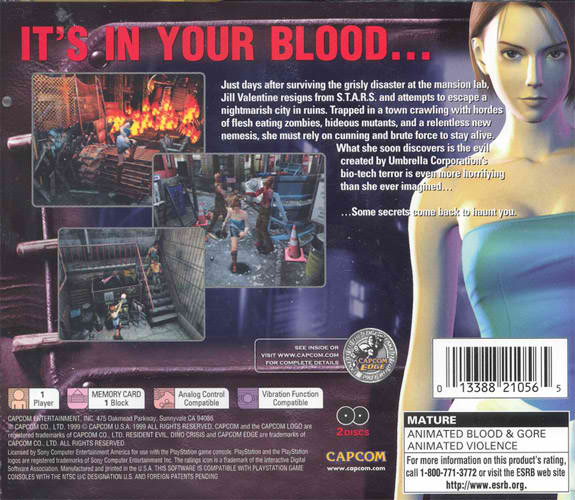 IT'S IN YOUR BLOOD...
Just days after surviving the grisly disaster at the mansion lab,
Jill Valentine resigns from S.T.A.R.S. and attempts to escape a
nightmarish city in ruins. Trapped in a town crawling with hordes
of flesh eating zombies, hideous mutants, and a relentless new
nemesis, she must rely on cunning and brute force to stay alive.
What she soon discovers is the evil
created by Umbrella Corporation's
bio-tech terror is even more horrifying
than she ever imagined...
...Some secrets come back to haunt you.
SEE INSIDE OR
VISIT WWW.CAPCOM.COM
FOR COMPLETE DETAILS
CAPCOM
EDGE
0 13388 21056 5
1
Player
MEMORY CARD
1 Block
Analog Control
Compatible
Vibration Function
Compatible
2 DISCS
CAPCOM
www.capcom.com
CAPCOM ENTERTAINMENT, INC. 475 Oakmead Parkway, Sunnyvale CA 94086
© CAPCOM CO., LTD. 1999 © CAPCOM U.S.A. 1999 ALL RIGHTS RESERVED. CAPCOM and the CAPCOM LOGO are
registered trademarks of CAPCOM CO., LTD. RESIDENT EVIL, DINO CRISIS and CAPCOM EDGE are trademarks of
CAPCOM CO., LTD. ALL RIGHTS RESERVED.
Licensed by Sony Computer Entertainment America for use with the PlayStation game console. PlayStation and the PlayStation
logos are registered trademarks of Sony Computer Entertainment Inc. The ratings icon is a trademark of the Interactive Digital
Software Association. Manufactured and printed in the U.S.A. THIS SOFTWARE IS COMPATIBLE WITH PLAYSTATION GAME
CONSOLES WITH THE NTSC U/C DESIGNATION. U.S. AND FOREIGN PATENTS PENDING
MATURE
ANIMATED BLOOD & GORE
ANIMATED VIOLENCE
For more information on this product's rating,
call 1-800-771-3772 or visit the ESRB web site
http://www.esrb.org.